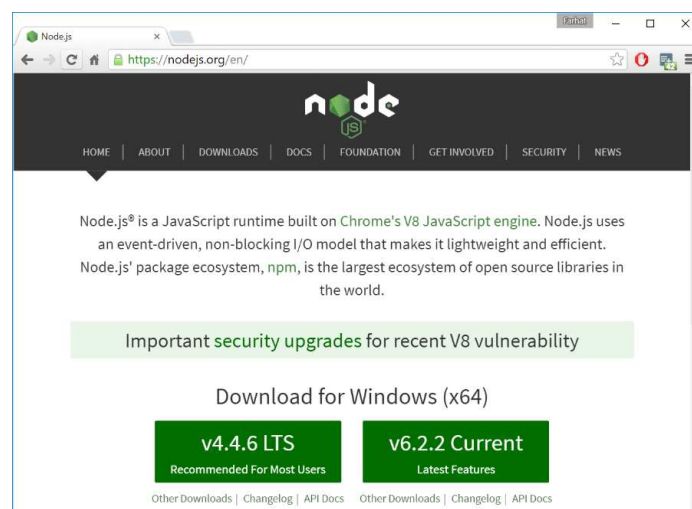 Farhat
Node.js
https://nodejs.org/en/
node
JS
HOME | ABOUT | DOWNLOADS | DOCS | FOUNDATION | GET INVOLVED | SECURITY | NEWS
Node.js® is a JavaScript runtime built on Chrome's V8 JavaScript engine. Node.js uses
an event-driven, non-blocking I/O model that makes it lightweight and efficient.
Node.js' package ecosystem, npm, is the largest ecosystem of open source libraries in
the world.
Important security upgrades for recent V8 vulnerability
Download for Windows (x64)
v4.4.6 LTS
Recommended For Most Users
v6.2.2 Current
Latest Features
Other Downloads | Changelog | API Docs
Other Downloads | Changelog | API Docs